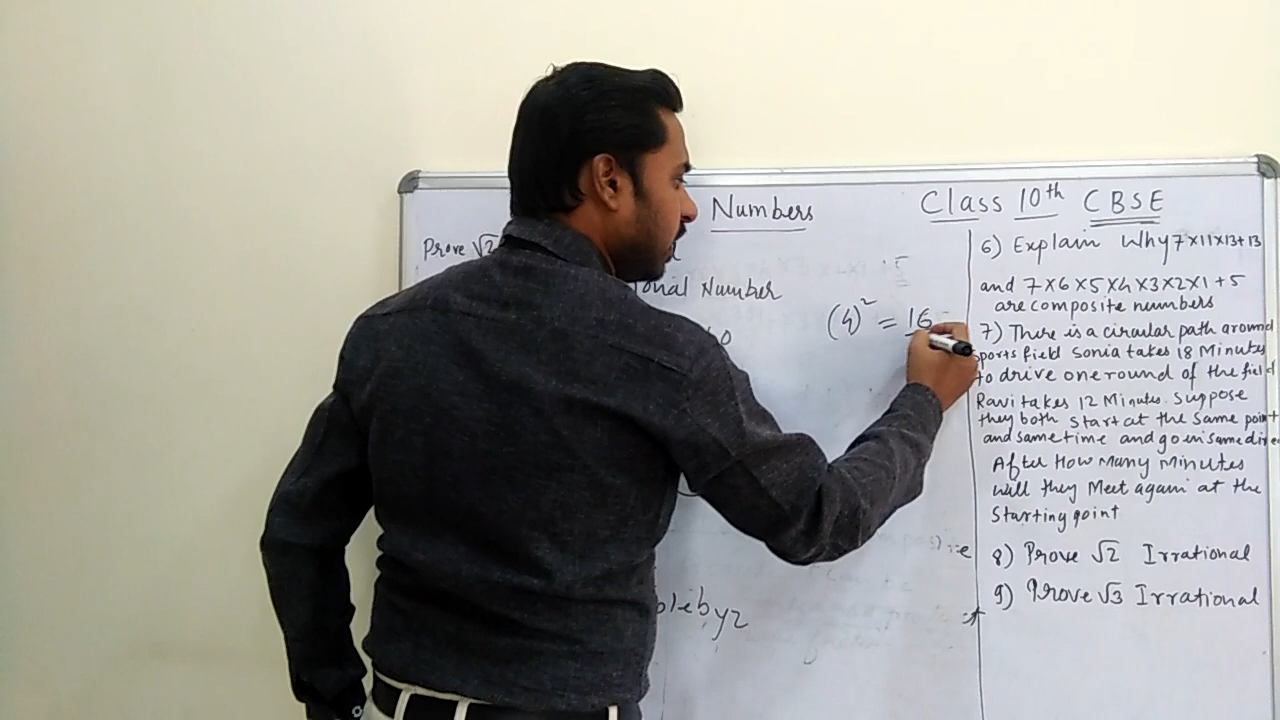 Numbers
Class 10th CBSE
Prove √2
ional Number
(4)² = 16
6) Explain Why 7×11×13+13
and 7×6×5×4×3×2×1+5
are composite numbers
7) There is a circular path around
ports field Sonia takes 18 Minutes
to drive one round of the field
Ravi takes 12 Minutes. Suppose
they both start at the same point
and same time and go in same dire
After How Many Minutes
will they Meet again at the
Starting point
8) Prove √2 Irrational
9) Prove √3 Irrational
ble by 2